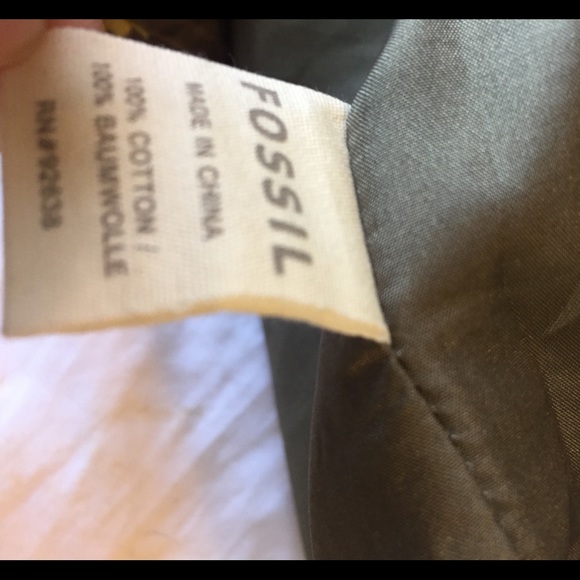 FOSSIL
MADE IN CHINA
100% COTTON /
100% BAUMWOLLE
RN#92638